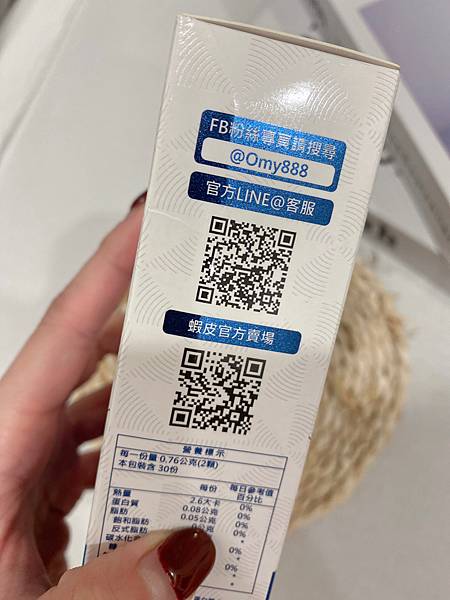 FB粉絲專頁請搜尋
@Omy888
官方LINE@客服
蝦皮官方賣場
營養標示
每一份量 0.76公克(2顆)
本包裝含 30份
每份 每日參考值
百分比
熱量 2.6大卡 0%
蛋白質 0.08公克 0%
脂肪 0.05公克 0%
飽和脂肪 0公克 0%
反式脂肪 *
碳水化 0%
糖 *